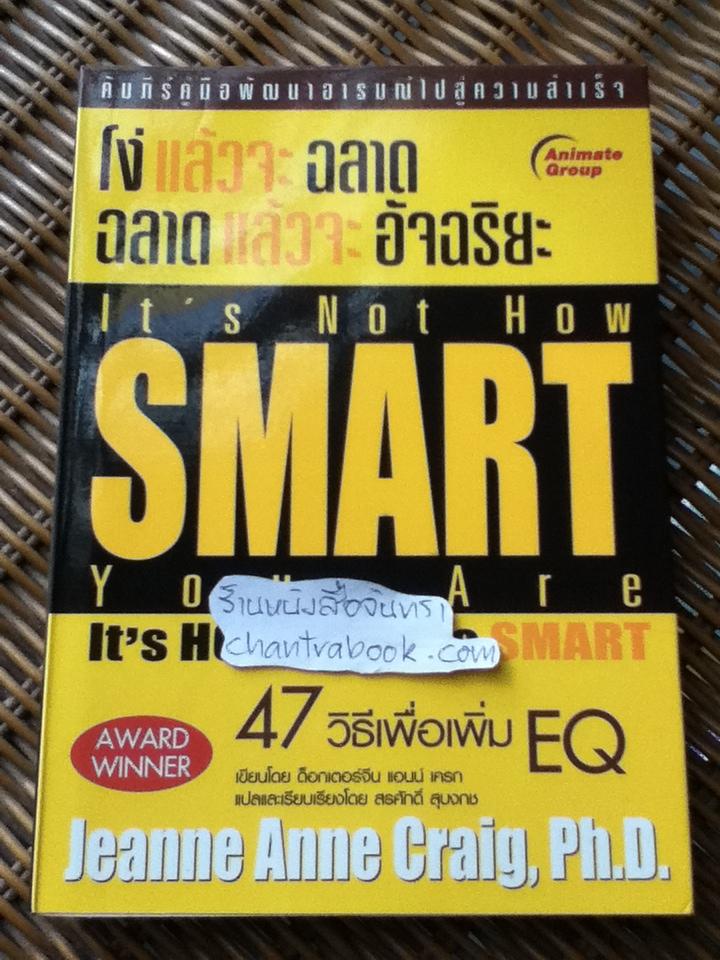 คัมภีร์คู่มือพัฒนาอารมณ์ไปสู่ความสำเร็จ
โง่ แล้วจะ ฉลาด
ฉลาด แล้วจะ อัจฉริยะ
Animate
Group
It's Not How
SMART
You Are
ร้านหนังสือจันทรา
chantrabook.com
It's SMART
47 วิธีเพื่อเพิ่ม EQ
AWARD
WINNER
เขียนโดย ด็อกเตอร์จีน แอนน์ เครก
แปลและเรียบเรียงโดย สรศักดิ์ สุบงกช
Jeanne Anne Craig, Ph.D.